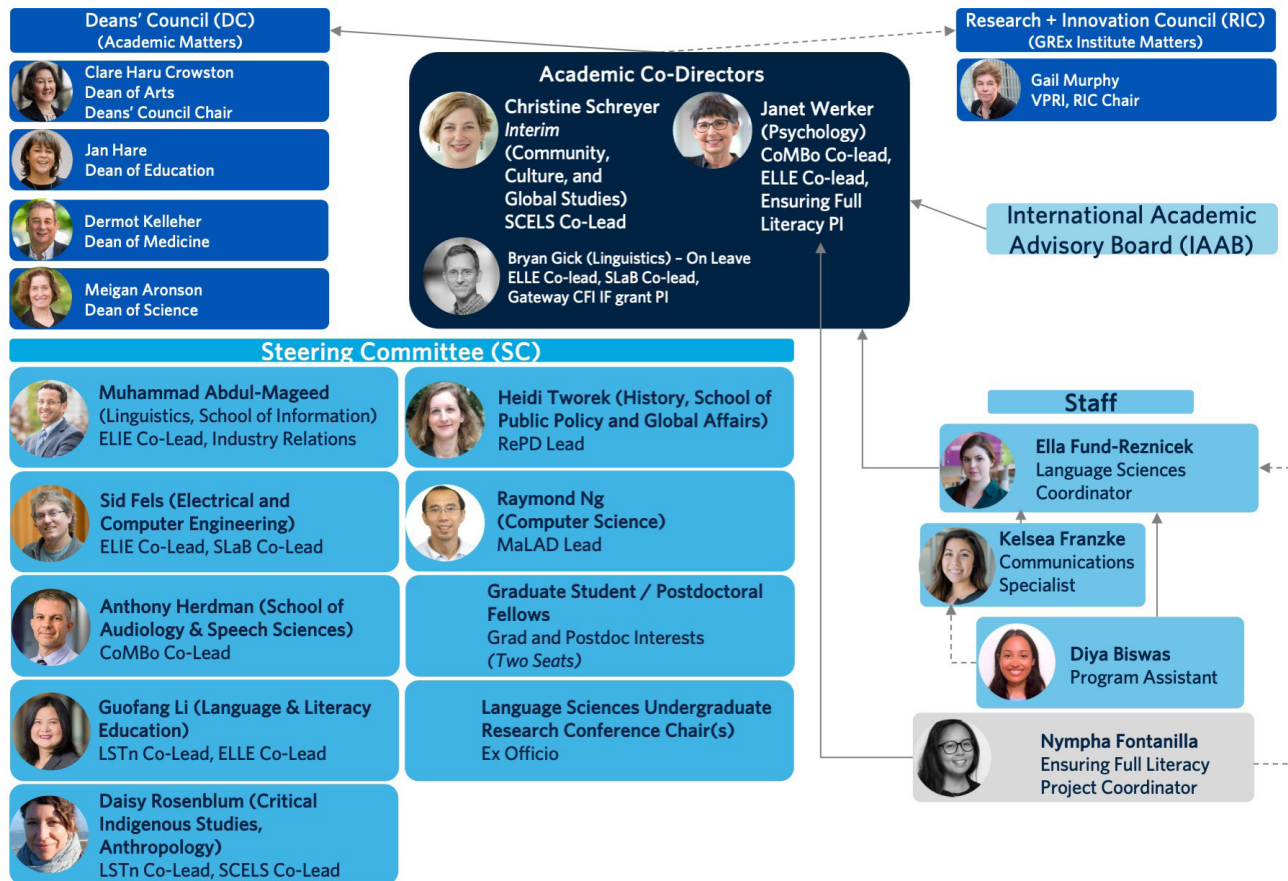 Deans' Council (DC)
(Academic Matters)
Clare Haru Crowston
Dean of Arts
Deans' Council Chair
Jan Hare
Dean of Education
Dermot Kelleher
Dean of Medicine
Meigan Aronson
Dean of Science
Academic Co-Directors
Christine Schreyer
Interim
(Community,
Culture, and
Global Studies)
SCELS Co-Lead
Janet Werker
(Psychology)
CoMBo Co-lead,
ELLE Co-lead,
Ensuring Full
Literacy PI
Bryan Gick (Linguistics) – On Leave
ELLE Co-lead, SLaB Co-lead,
Gateway CFI IF grant PI
Research + Innovation Council (RIC)
(GREx Institute Matters)
Gail Murphy
VPRI, RIC Chair
International Academic
Advisory Board (IAAB)
Steering Committee (SC)
Muhammad Abdul-Mageed
(Linguistics, School of Information)
ELIE Co-Lead, Industry Relations
Sid Fels (Electrical and
Computer Engineering)
ELIE Co-Lead, SLaB Co-Lead
Anthony Herdman (School of
Audiology & Speech Sciences)
CoMBo Co-Lead
Guofang Li (Language & Literacy
Education)
LSTn Co-Lead, ELLE Co-Lead
Daisy Rosenblum (Critical
Indigenous Studies,
Anthropology)
LSTn Co-Lead, SCELS Co-Lead
Heidi Tworek (History, School of
Public Policy and Global Affairs)
RePD Lead
Raymond Ng
(Computer Science)
MaLAD Lead
Graduate Student / Postdoctoral
Fellows
Grad and Postdoc Interests
(Two Seats)
Language Sciences Undergraduate
Research Conference Chair(s)
Ex Officio
Staff
Ella Fund-Reznicek
Language Sciences
Coordinator
Kelsea Franzke
Communications
Specialist
Diya Biswas
Program Assistant
Nympha Fontanilla
Ensuring Full Literacy
Project Coordinator